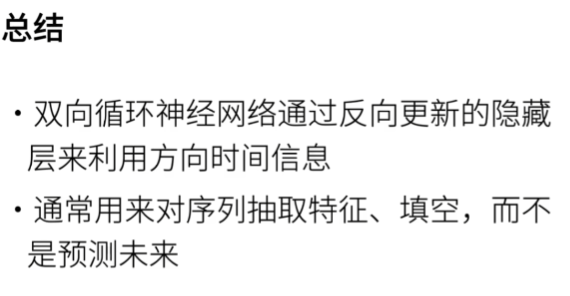 总结
• 双向循环神经网络通过反向更新的隐藏
层来利用方向时间信息
• 通常用来对序列抽取特征、填空，而不
是预测未来